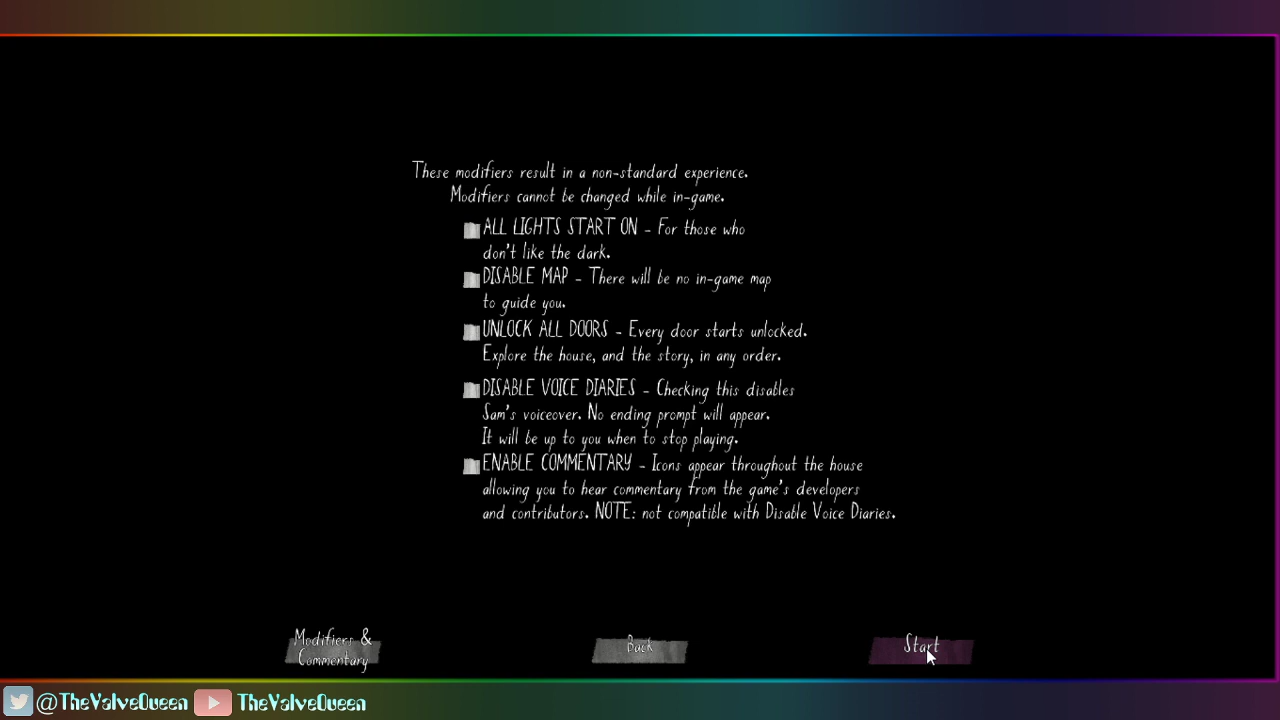 These modifiers result in a non-standard experience.
Modifiers cannot be changed while in-game.
ALL LIGHTS START ON - For those who
don't like the dark.
DISABLE MAP - There will be no in-game map
to guide you.
UNLOCK ALL DOORS - Every door starts unlocked.
Explore the house, and the story, in any order.
DISABLE VOICE DIARIES - Checking this disables
Sam's voiceover. No ending prompt will appear.
It will be up to you when to stop playing.
ENABLE COMMENTARY - Icons appear throughout the house
allowing you to hear commentary from the game's developers
and contributors. NOTE: not compatible with Disable Voice Diaries.
Modifiers &
Commentary
Back
Start
@TheValveQueen TheValveQueen